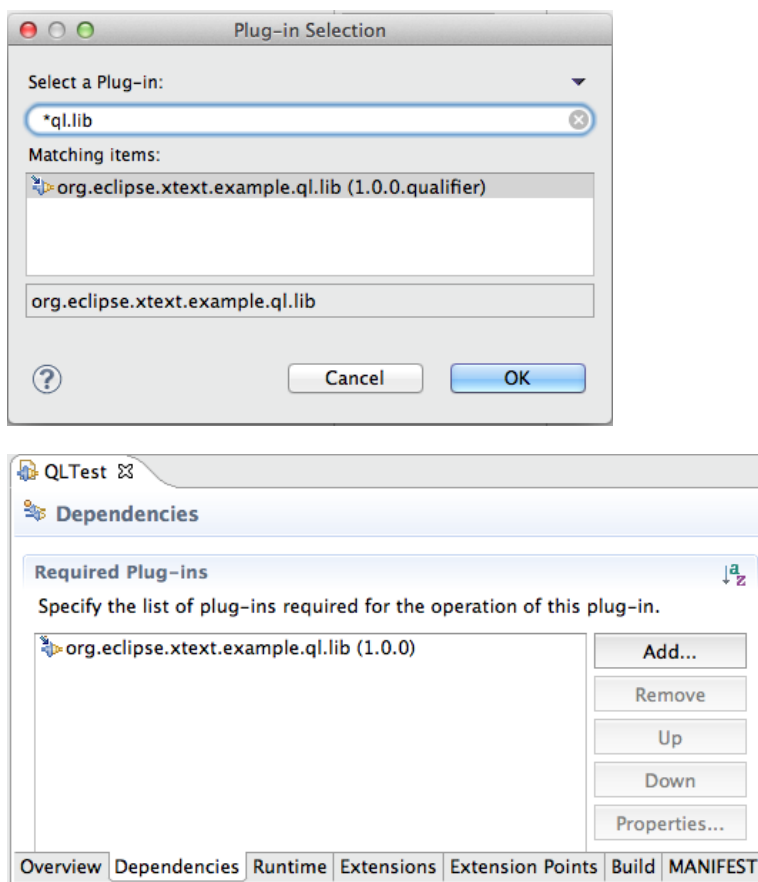 Plug-in Selection
Select a Plug-in:
*ql.lib
Matching items:
org.eclipse.xtext.example.ql.lib (1.0.0.qualifier)
org.eclipse.xtext.example.ql.lib
?
Cancel OK
QLTest
Dependencies
Required Plug-ins
a
z
Specify the list of plug-ins required for the operation of this plug-in.
org.eclipse.xtext.example.ql.lib (1.0.0)
Add...
Remove
Up
Down
Properties...
Overview Dependencies Runtime Extensions Extension Points Build MANIFEST